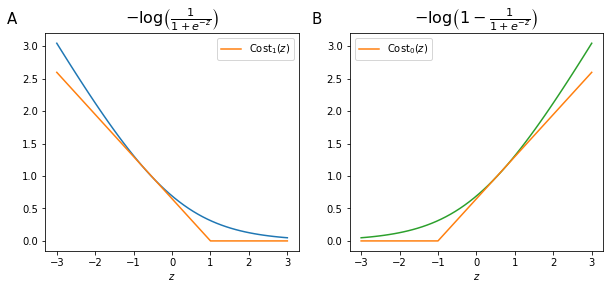 A
−log(1/(1+e^{−z}))
Cost₁(z)
3.0
2.5
2.0
1.5
1.0
0.5
0.0
−3 −2 −1 0 1 2 3
z
B
−log(1 − 1/(1+e^{−z}))
Cost₀(z)
3.0
2.5
2.0
1.5
1.0
0.5
0.0
−3 −2 −1 0 1 2 3
z